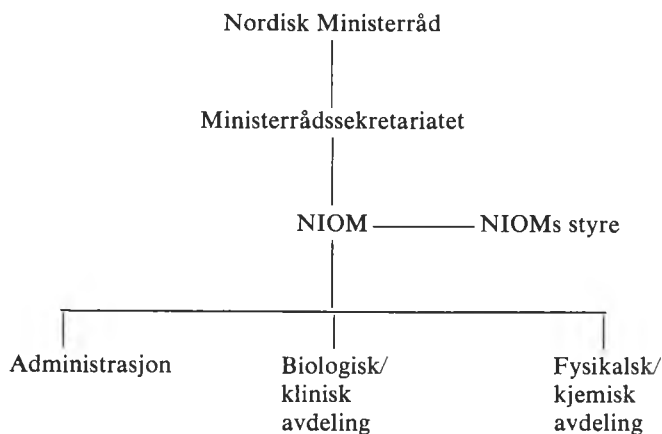 Nordisk Ministerråd
Ministerrådssekretariatet
NIOM
NIOMs styre
Administrasjon
Biologisk/
klinisk
avdeling
Fysikalsk/
kjemisk
avdeling